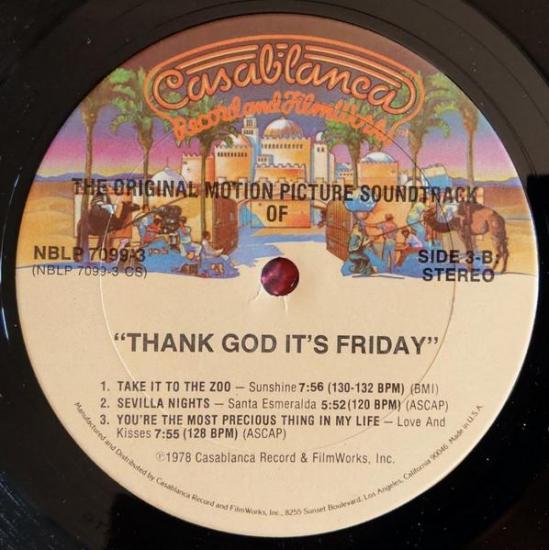 Casablanca
Record and FilmWorks
THE ORIGINAL MOTION PICTURE SOUNDTRACK
OF
NBLP 7099-3
(NBLP 7099-3 CS)
SIDE 3-B
STEREO
"THANK GOD IT'S FRIDAY"
1. TAKE IT TO THE ZOO — Sunshine 7:56 (130-132 BPM) (BMI)
2. SEVILLA NIGHTS — Santa Esmeralda 5:52 (120 BPM) (ASCAP)
3. YOU'RE THE MOST PRECIOUS THING IN MY LIFE — Love And
Kisses 7:55 (128 BPM) (ASCAP)
℗1978 Casablanca Record & FilmWorks, Inc.
Manufactured and Distributed by Casablanca Record and FilmWorks, Inc., 8255 Sunset Boulevard, Los Angeles, California 90046 Made in U.S.A.